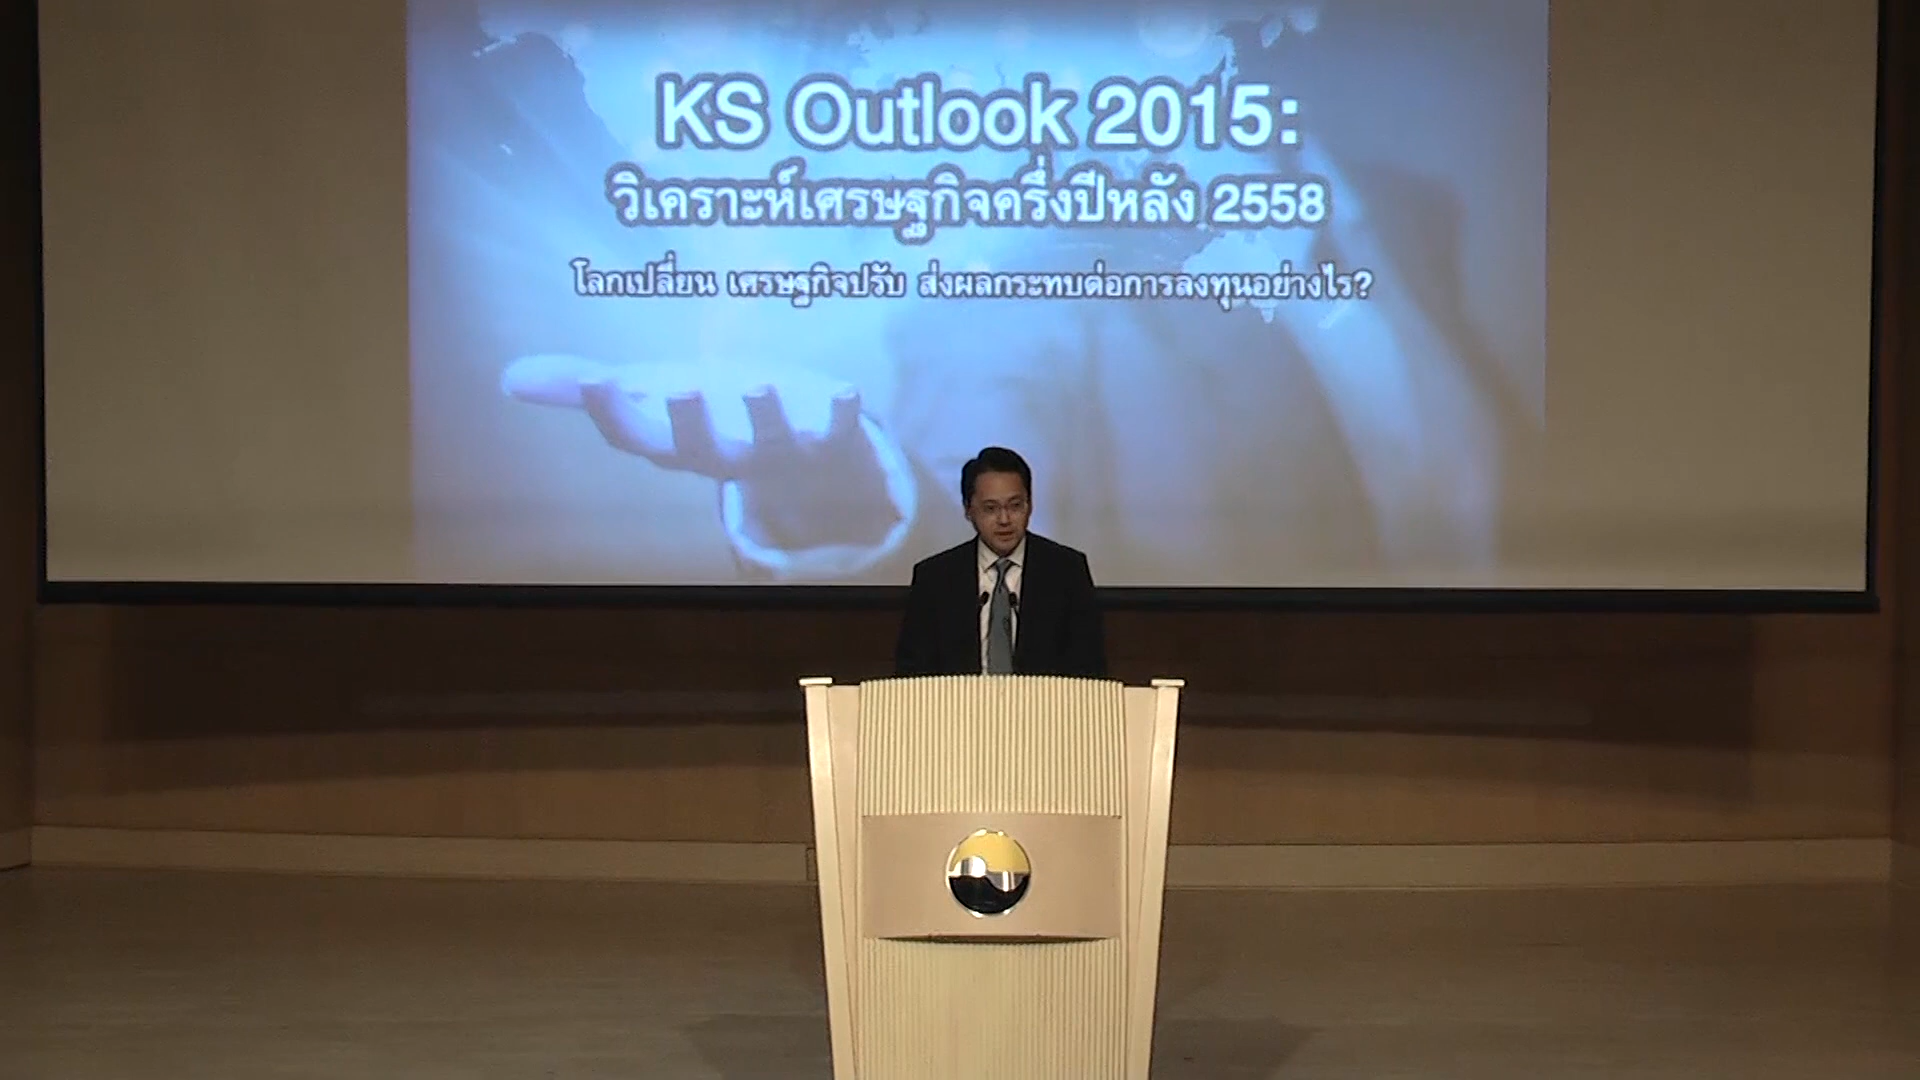 KS Outlook 2015:
วิเคราะห์เศรษฐกิจครึ่งปีหลัง 2558
โลกเปลี่ยน เศรษฐกิจปรับ ส่งผลกระทบต่อการลงทุนอย่างไร?